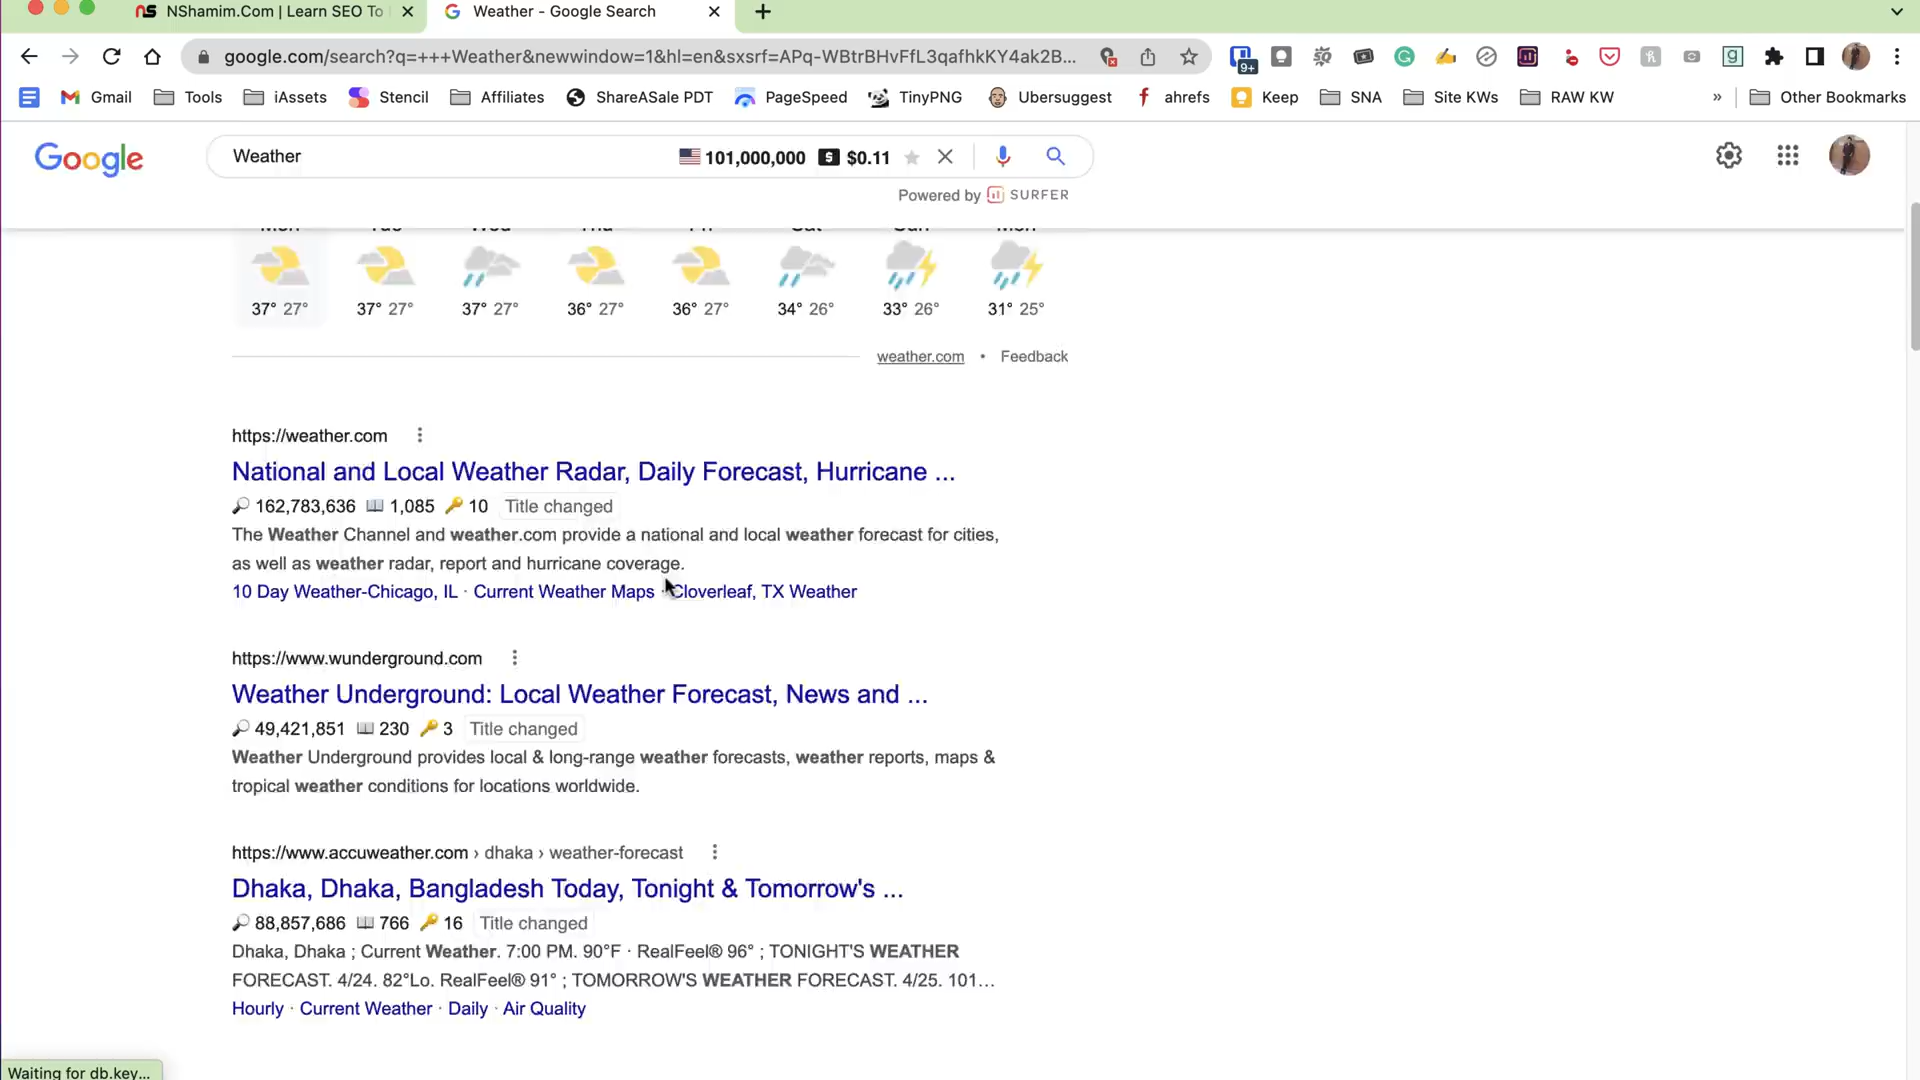 NShamim.Com | Learn SEO To
Weather - Google Search
google.com/search?q=+++Weather&newwindow=1&hl=en&sxsrf=APq-WBtrBHvFfL3qafhkKY4ak2B...
9+
Gmail Tools iAssets Stencil Affiliates ShareASale PDT PageSpeed TinyPNG Ubersuggest ahrefs Keep SNA Site KWs RAW KW » Other Bookmarks
Google
Weather 101,000,000 $0.11
Powered by SURFER
Mon Tue Wed Thu Fri Sat Sun Mon
37° 27° 37° 27° 37° 27° 36° 27° 36° 27° 34° 26° 33° 26° 31° 25°
weather.com • Feedback
https://weather.com
National and Local Weather Radar, Daily Forecast, Hurricane ...
162,783,636 1,085 10 Title changed
The Weather Channel and weather.com provide a national and local weather forecast for cities,
as well as weather radar, report and hurricane coverage.
10 Day Weather-Chicago, IL · Current Weather Maps · Cloverleaf, TX Weather
https://www.wunderground.com
Weather Underground: Local Weather Forecast, News and ...
49,421,851 230 3 Title changed
Weather Underground provides local & long-range weather forecasts, weather reports, maps &
tropical weather conditions for locations worldwide.
https://www.accuweather.com › dhaka › weather-forecast
Dhaka, Dhaka, Bangladesh Today, Tonight & Tomorrow's ...
88,857,686 766 16 Title changed
Dhaka, Dhaka ; Current Weather. 7:00 PM. 90°F · RealFeel® 96° ; TONIGHT'S WEATHER
FORECAST. 4/24. 82°Lo. RealFeel® 91° ; TOMORROW'S WEATHER FORECAST. 4/25. 101...
Hourly · Current Weather · Daily · Air Quality
Waiting for db.key...